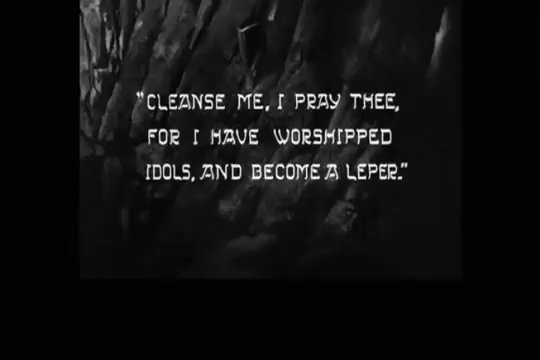 "CLEANSE ME, I PRAY THEE,
FOR I HAVE WORSHIPPED
IDOLS, AND BECOME A LEPER."